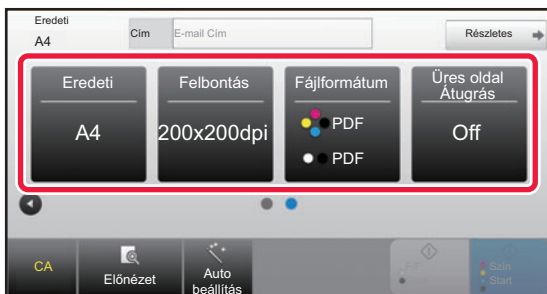 Eredeti
A4
Cím
E-mail Cím
Részletes
Eredeti
A4
Felbontás
200x200dpi
Fájlformátum
PDF
PDF
Üres oldal
Átugrás
Off
CA
Előnézet
Auto
beállítás
Szín
Start